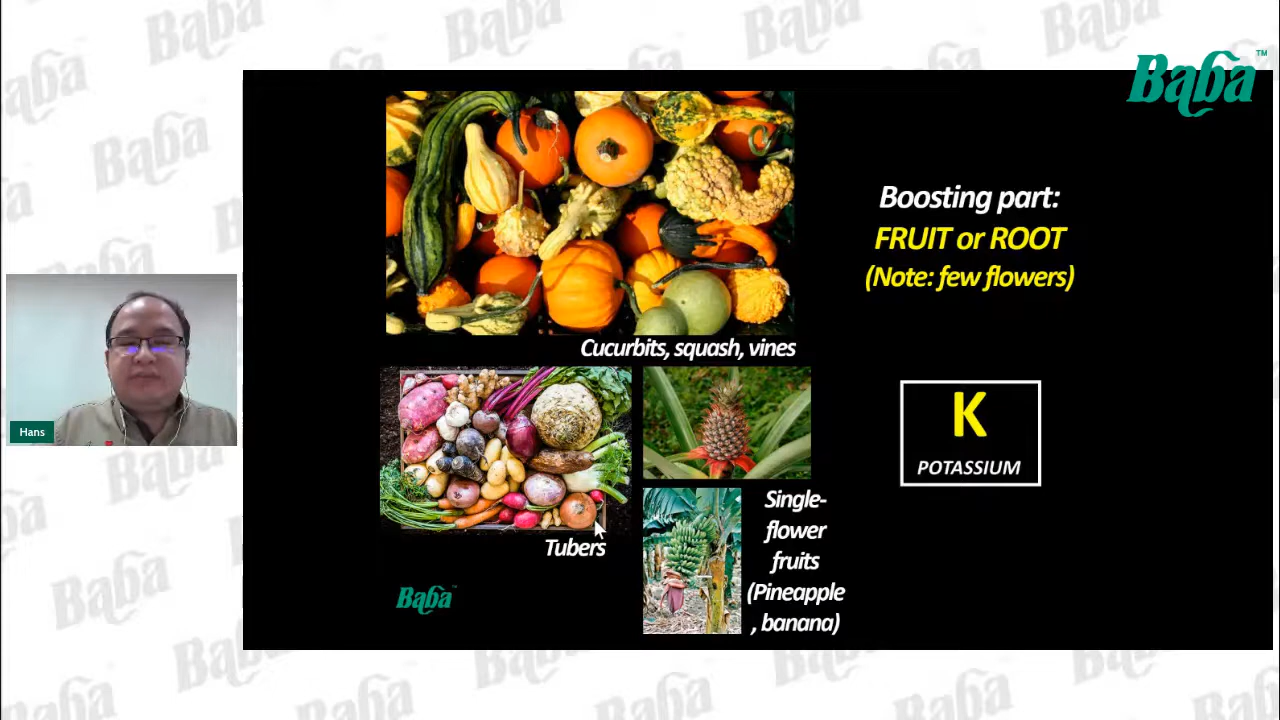 Baba™
Boosting part:
FRUIT or ROOT
(Note: few flowers)
Cucurbits, squash, vines
Hans
K
POTASSIUM
Single-
flower
fruits
(Pineapple
, banana)
Tubers
Baba